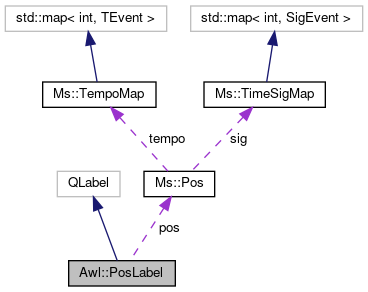 std::map< int, TEvent >
std::map< int, SigEvent >
Ms::TempoMap
Ms::TimeSigMap
tempo
sig
QLabel
Ms::Pos
pos
Awl::PosLabel